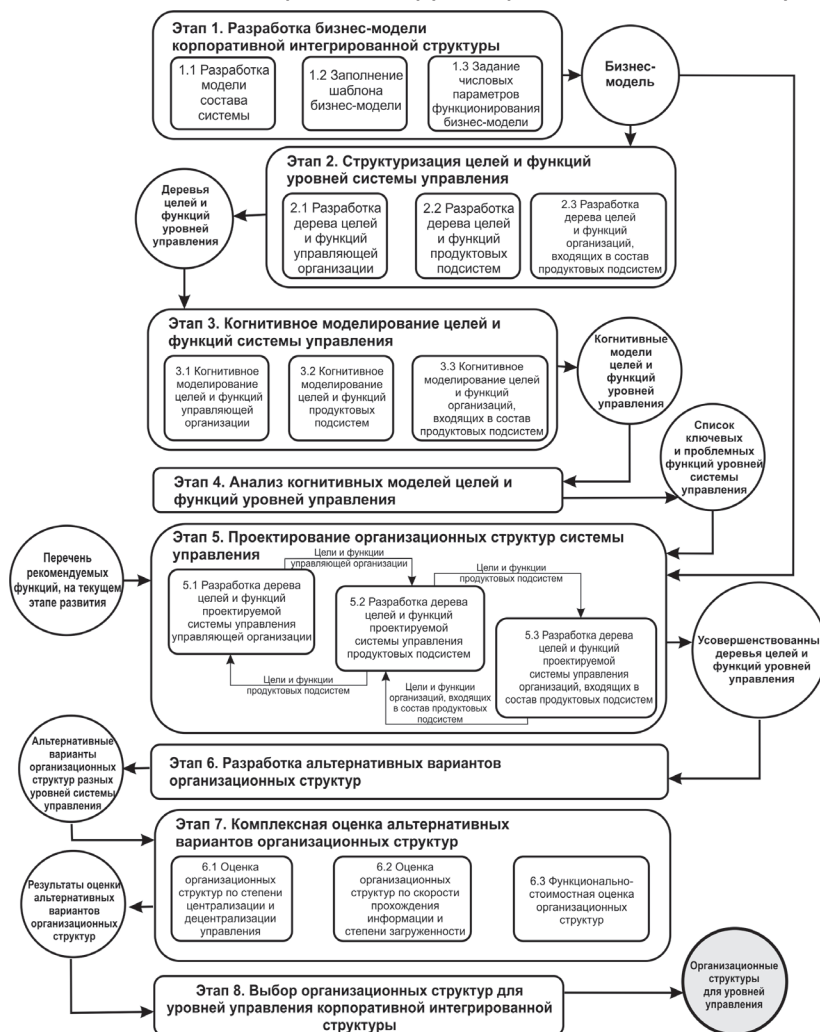 Этап 1. Разработка бизнес-модели
корпоративной интегрированной структуры
1.1 Разработка
модели
состава
системы
1.2 Заполнение
шаблона
бизнес-модели
1.3 Задание
числовых
параметров
функционирования
бизнес-модели
Бизнес-
модель
Этап 2. Структуризация целей и функций
уровней системы управления
2.1 Разработка
дерева целей
и функций
управляющей
организации
2.2 Разработка
дерева целей
и функций
продуктовых
подсистем
2.3 Разработка
дерева целей
и функций
организаций,
входящих в состав
продуктовых подсистем
Деревья
целей и
функций
уровней
управления
Этап 3. Когнитивное моделирование целей и
функций системы управления
3.1 Когнитивное
моделирование
целей и функций
управляющей
организации
3.2 Когнитивное
моделирование
целей и функций
продуктовых
подсистем
3.3 Когнитивное
моделирование целей
и функций
организаций,
входящих в состав
продуктовых подсистем
Когнитивные
модели
целей и
функций
уровней
управления
Этап 4. Анализ когнитивных моделей целей и
функций уровней управления
Список
ключевых
и проблемных
функций уровней
системы
управления
Перечень
рекомендуемых
функций, на текущем
этапе развития
Этап 5. Проектирование организационных структур системы
управления
Цели и функции
управляющей организации
Цели и функции
продуктовых подсистем
5.1 Разработка дерева
целей и функций
проектируемой
системы управления
управляющей организации
5.2 Разработка дерева
целей и функций
проектируемой
системы управления
продуктовых подсистем
5.3 Разработка дерева
целей и функций
проектируемой
системы управления
организаций, входящих в
состав продуктовых подсистем
Цели и функции
продуктовых подсистем
Цели и функции
организаций, входящих
в состав продуктовых
подсистем
Усовершенствованные
деревья целей и
функций уровней
управления
Этап 6. Разработка альтернативных вариантов
организационных структур
Альтернативные
варианты
организационных
структур разных
уровней системы
управления
Этап 7. Комплексная оценка альтернативных
вариантов организационных структур
6.1 Оценка
организационных
структур по степени
централизации и
децентрализации
управления
6.2 Оценка
организационных
структур по скорости
прохождения
информации и
степени загруженности
6.3 Функционально-
стоимостная оценка
организационных
структур
Результаты оценки
альтернативных
вариантов
организационных
структур
Этап 8. Выбор организационных структур для
уровней управления корпоративной интегрированной
структуры
Организационные
структуры
для уровней
управления